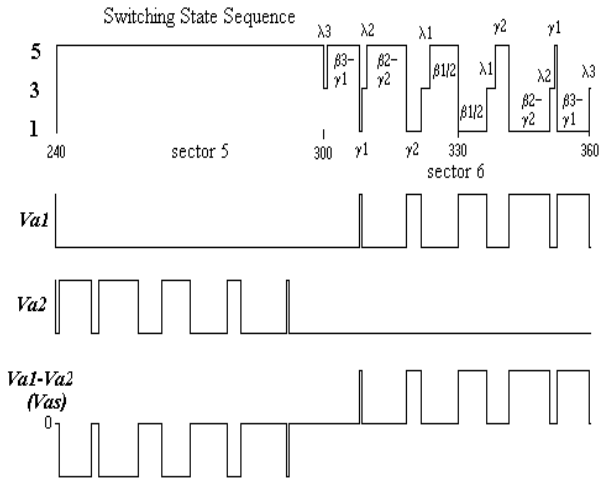 Switching State Sequence
λ3 λ2 λ1 γ2 γ1
5
β3-γ1 β2-γ2 β1/2 λ1 λ2 λ3
3
β1/2 β2-γ2 β3-γ1
1
240 sector 5 300 γ1 γ2 330 360
sector 6
Va1
Va2
Va1-Va2
(Vas)
0